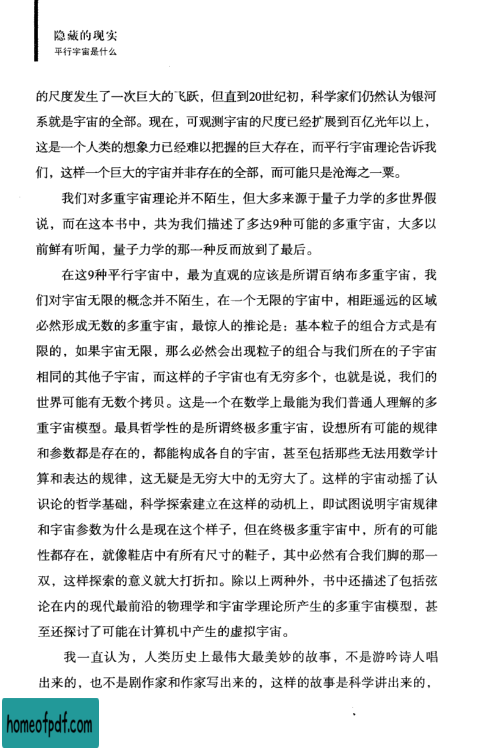 隐藏的现实
平行宇宙是什么
的尺度发生了一次巨大的飞跃，但直到20世纪初，科学家们仍然认为银河
系就是宇宙的全部。现在，可观测宇宙的尺度已经扩展到百亿光年以上，
这是一个人类的想象力已经难以把握的巨大存在，而平行宇宙理论告诉我
们，这样一个巨大的宇宙并非存在的全部，而可能只是沧海之一粟。
我们对多重宇宙理论并不陌生，但大多来源于量子力学的多世界假
说，而在这本书中，共为我们描述了多达9种可能的多重宇宙，大多以
前鲜有听闻，量子力学的那一种反而放到了最后。
在这9种平行宇宙中，最为直观的应该是所谓百纳布多重宇宙，我
们对宇宙无限的概念并不陌生，在一个无限的宇宙中，相距遥远的区域
必然形成无数的多重宇宙，最惊人的推论是：基本粒子的组合方式是有
限的，如果宇宙无限，那么必然会出现粒子的组合与我们所在的子宇宙
相同的其他子宇宙，而这样的子宇宙也有无穷多个，也就是说，我们的
世界可能有无数个拷贝。这是一个在数学上最能为我们普通人理解的多
重宇宙模型。最具哲学性的是所谓终极多重宇宙，设想所有可能的规律
和参数都是存在的，都能构成各自的宇宙，甚至包括那些无法用数学计
算和表达的规律，这无疑是无穷大中的无穷大了。这样的宇宙动摇了认
识论的哲学基础，科学探索建立在这样的动机上，即试图说明宇宙规律
和宇宙参数为什么是现在这个样子，但在终极多重宇宙中，所有的可能
性都存在，就像鞋店中有所有尺寸的鞋子，其中必然有合我们脚的那一
双，这样探索的意义就大打折扣。除以上两种外，书中还描述了包括弦
论在内的现代最前沿的物理学和宇宙学理论所产生的多重宇宙模型，甚
至还探讨了可能在计算机中产生的虚拟宇宙。
我一直认为，人类历史上最伟大最美妙的故事，不是游吟诗人唱
出来的，也不是剧作家和作家写出来的，这样的故事是科学讲出来的，
homeofpdf.com